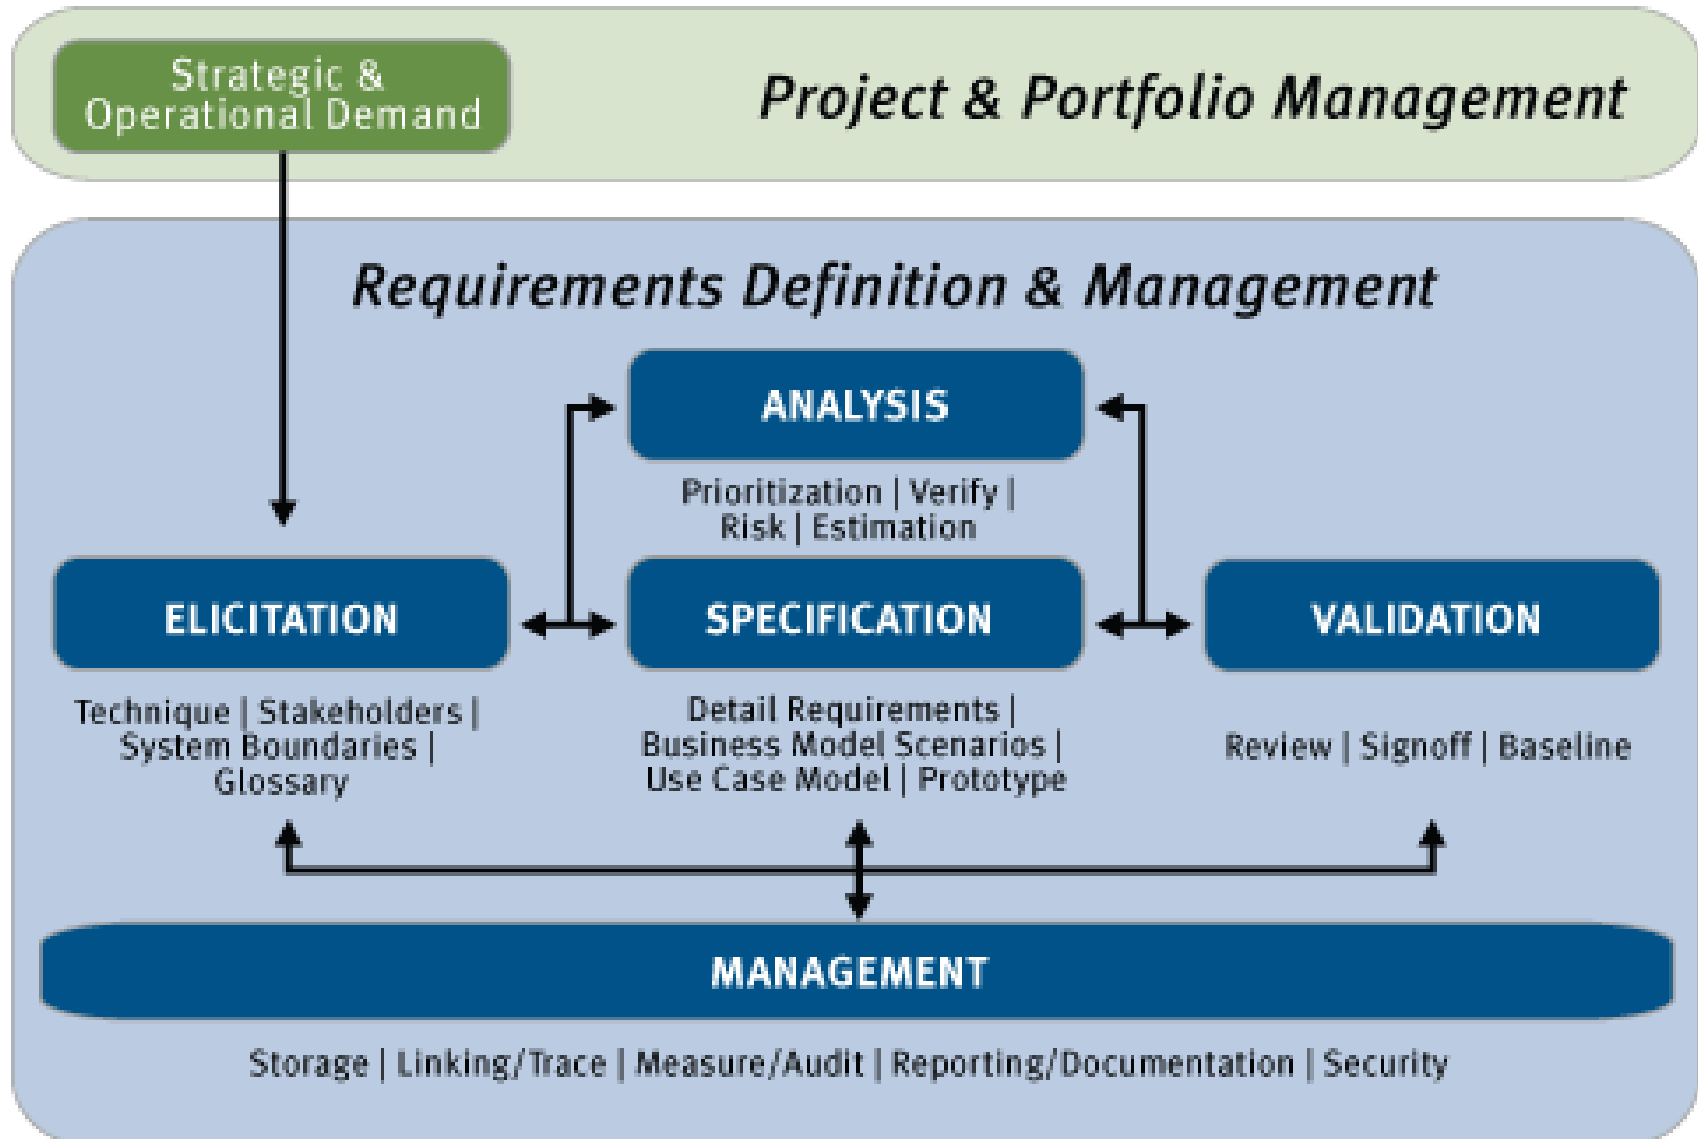 Strategic &
Operational Demand
Project & Portfolio Management
Requirements Definition & Management
ANALYSIS
Prioritization | Verify |
Risk | Estimation
ELICITATION
SPECIFICATION
VALIDATION
Technique | Stakeholders |
System Boundaries |
Glossary
Detail Requirements |
Business Model Scenarios |
Use Case Model | Prototype
Review | Signoff | Baseline
MANAGEMENT
Storage | Linking/Trace | Measure/Audit | Reporting/Documentation | Security